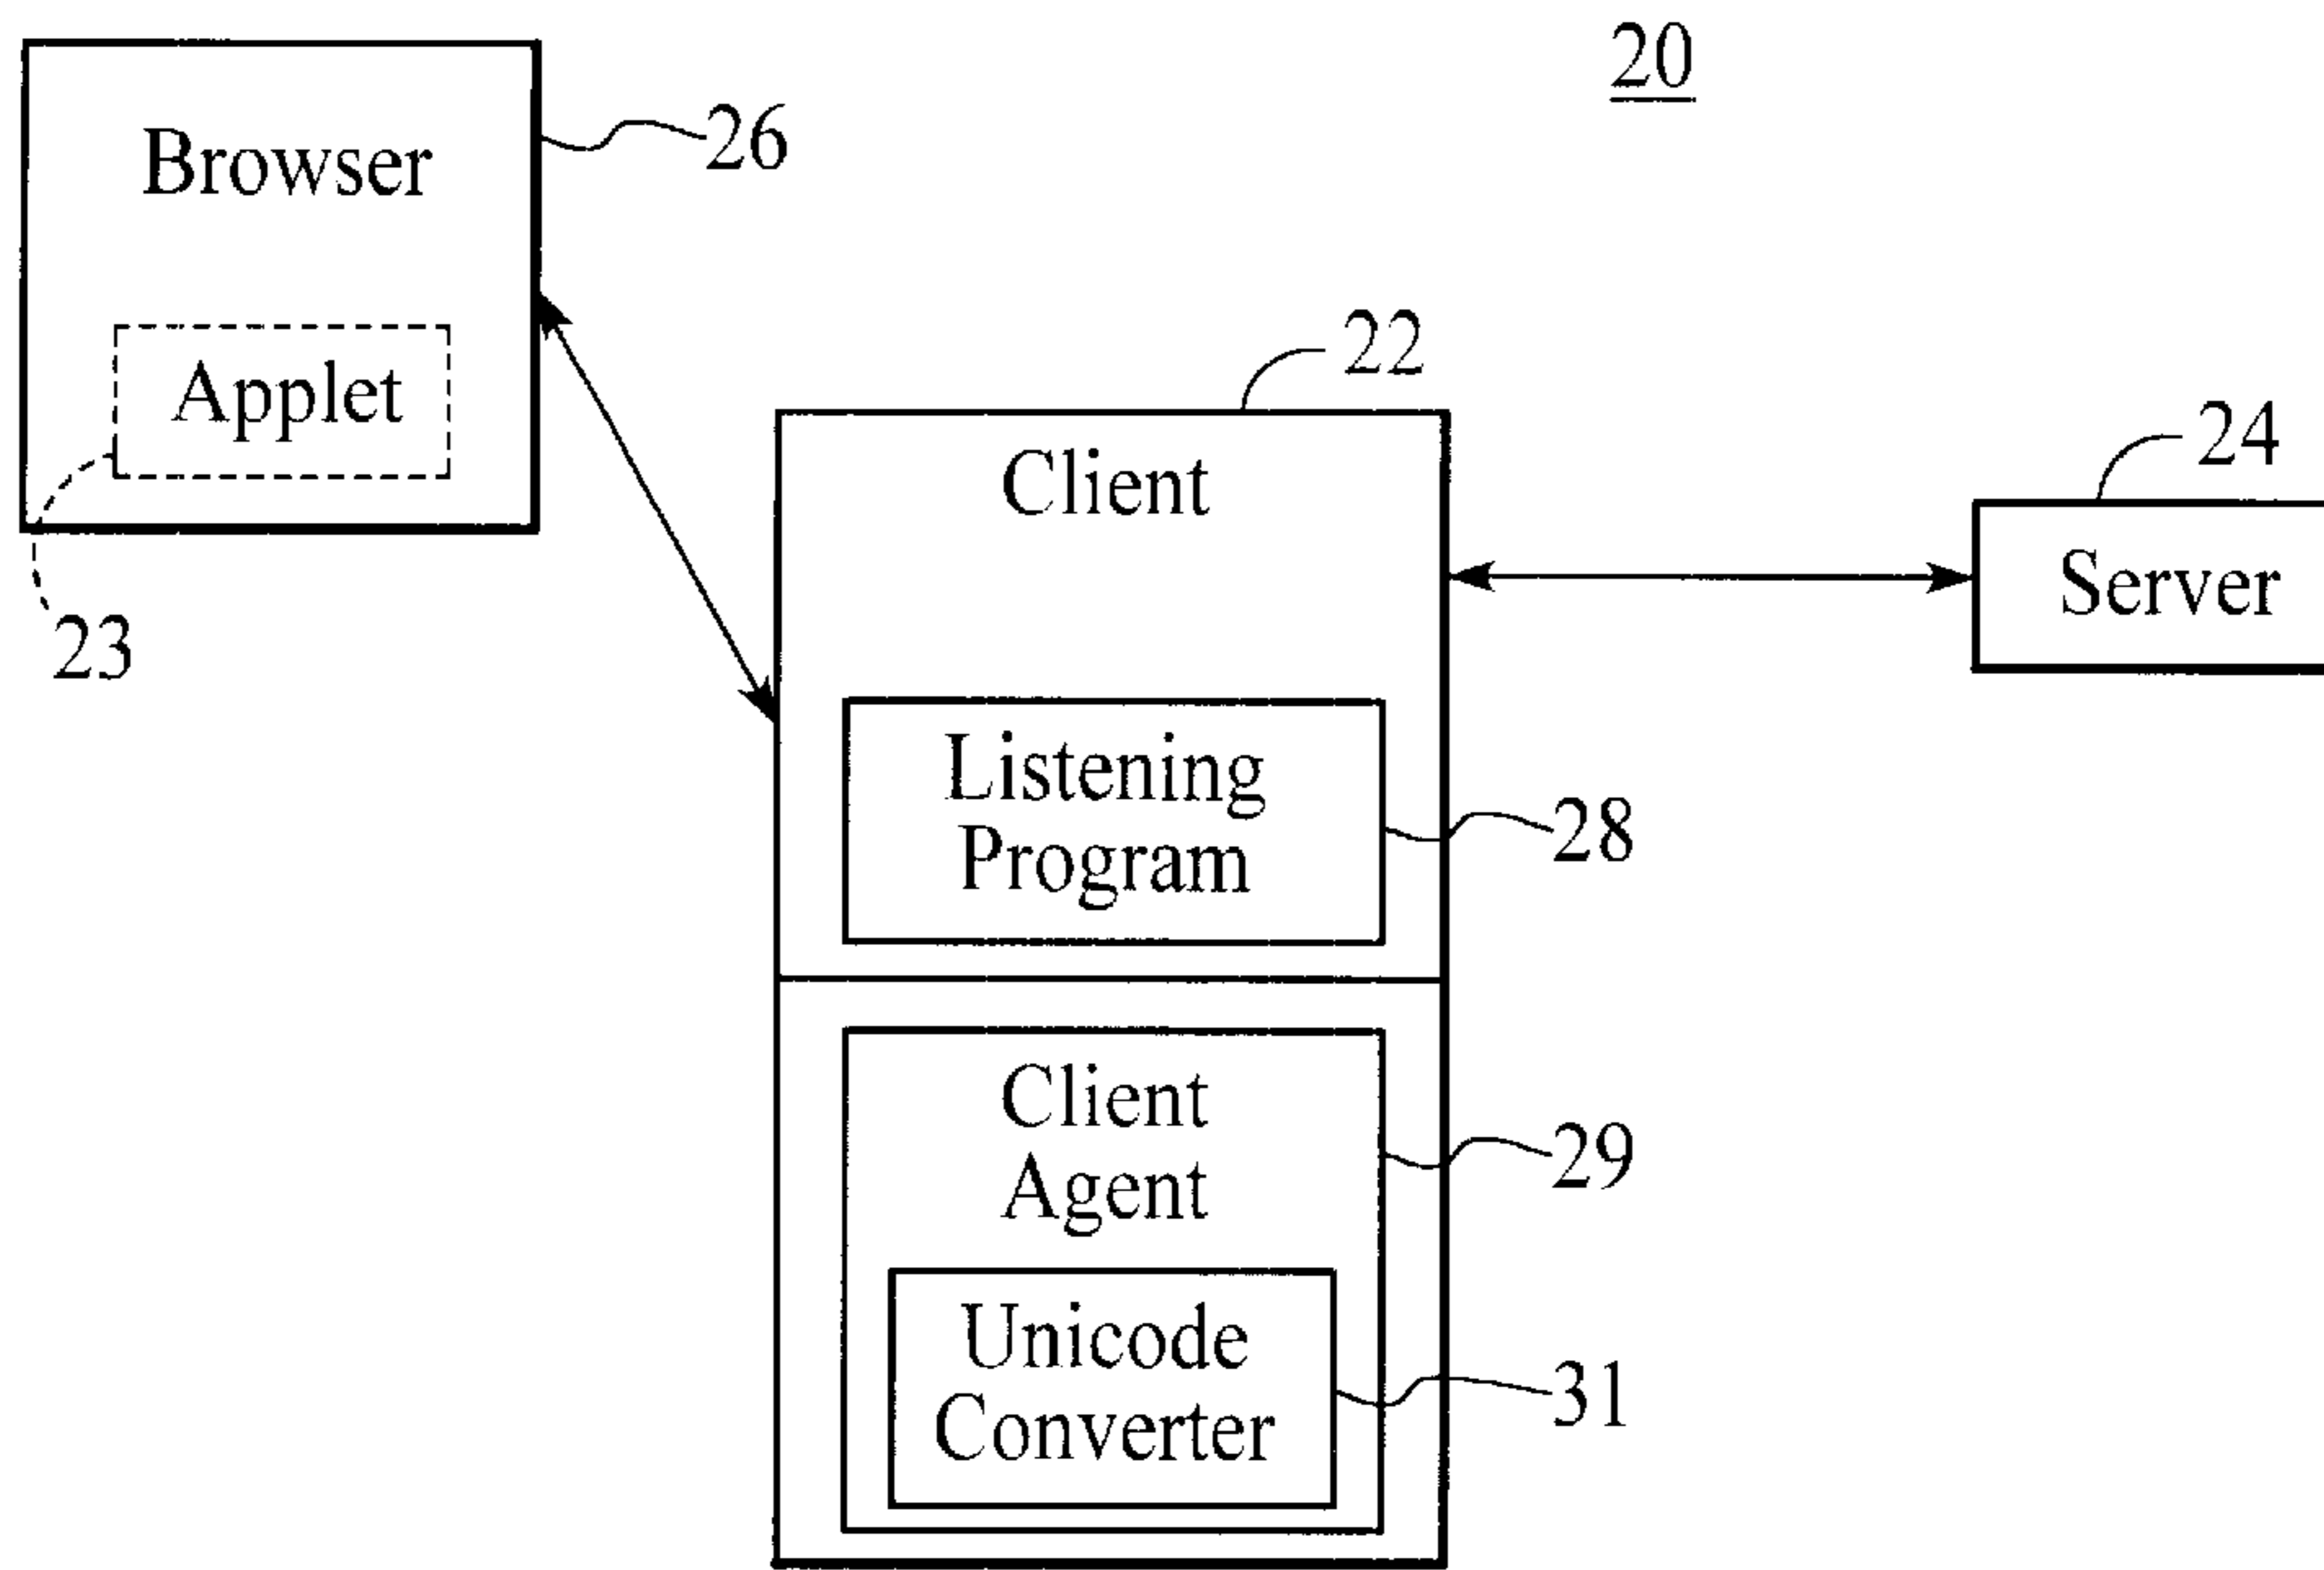 20
Browser
26
Applet
23
22
Client
24
Server
Listening
Program
28
Client
Agent
29
Unicode
Converter
31